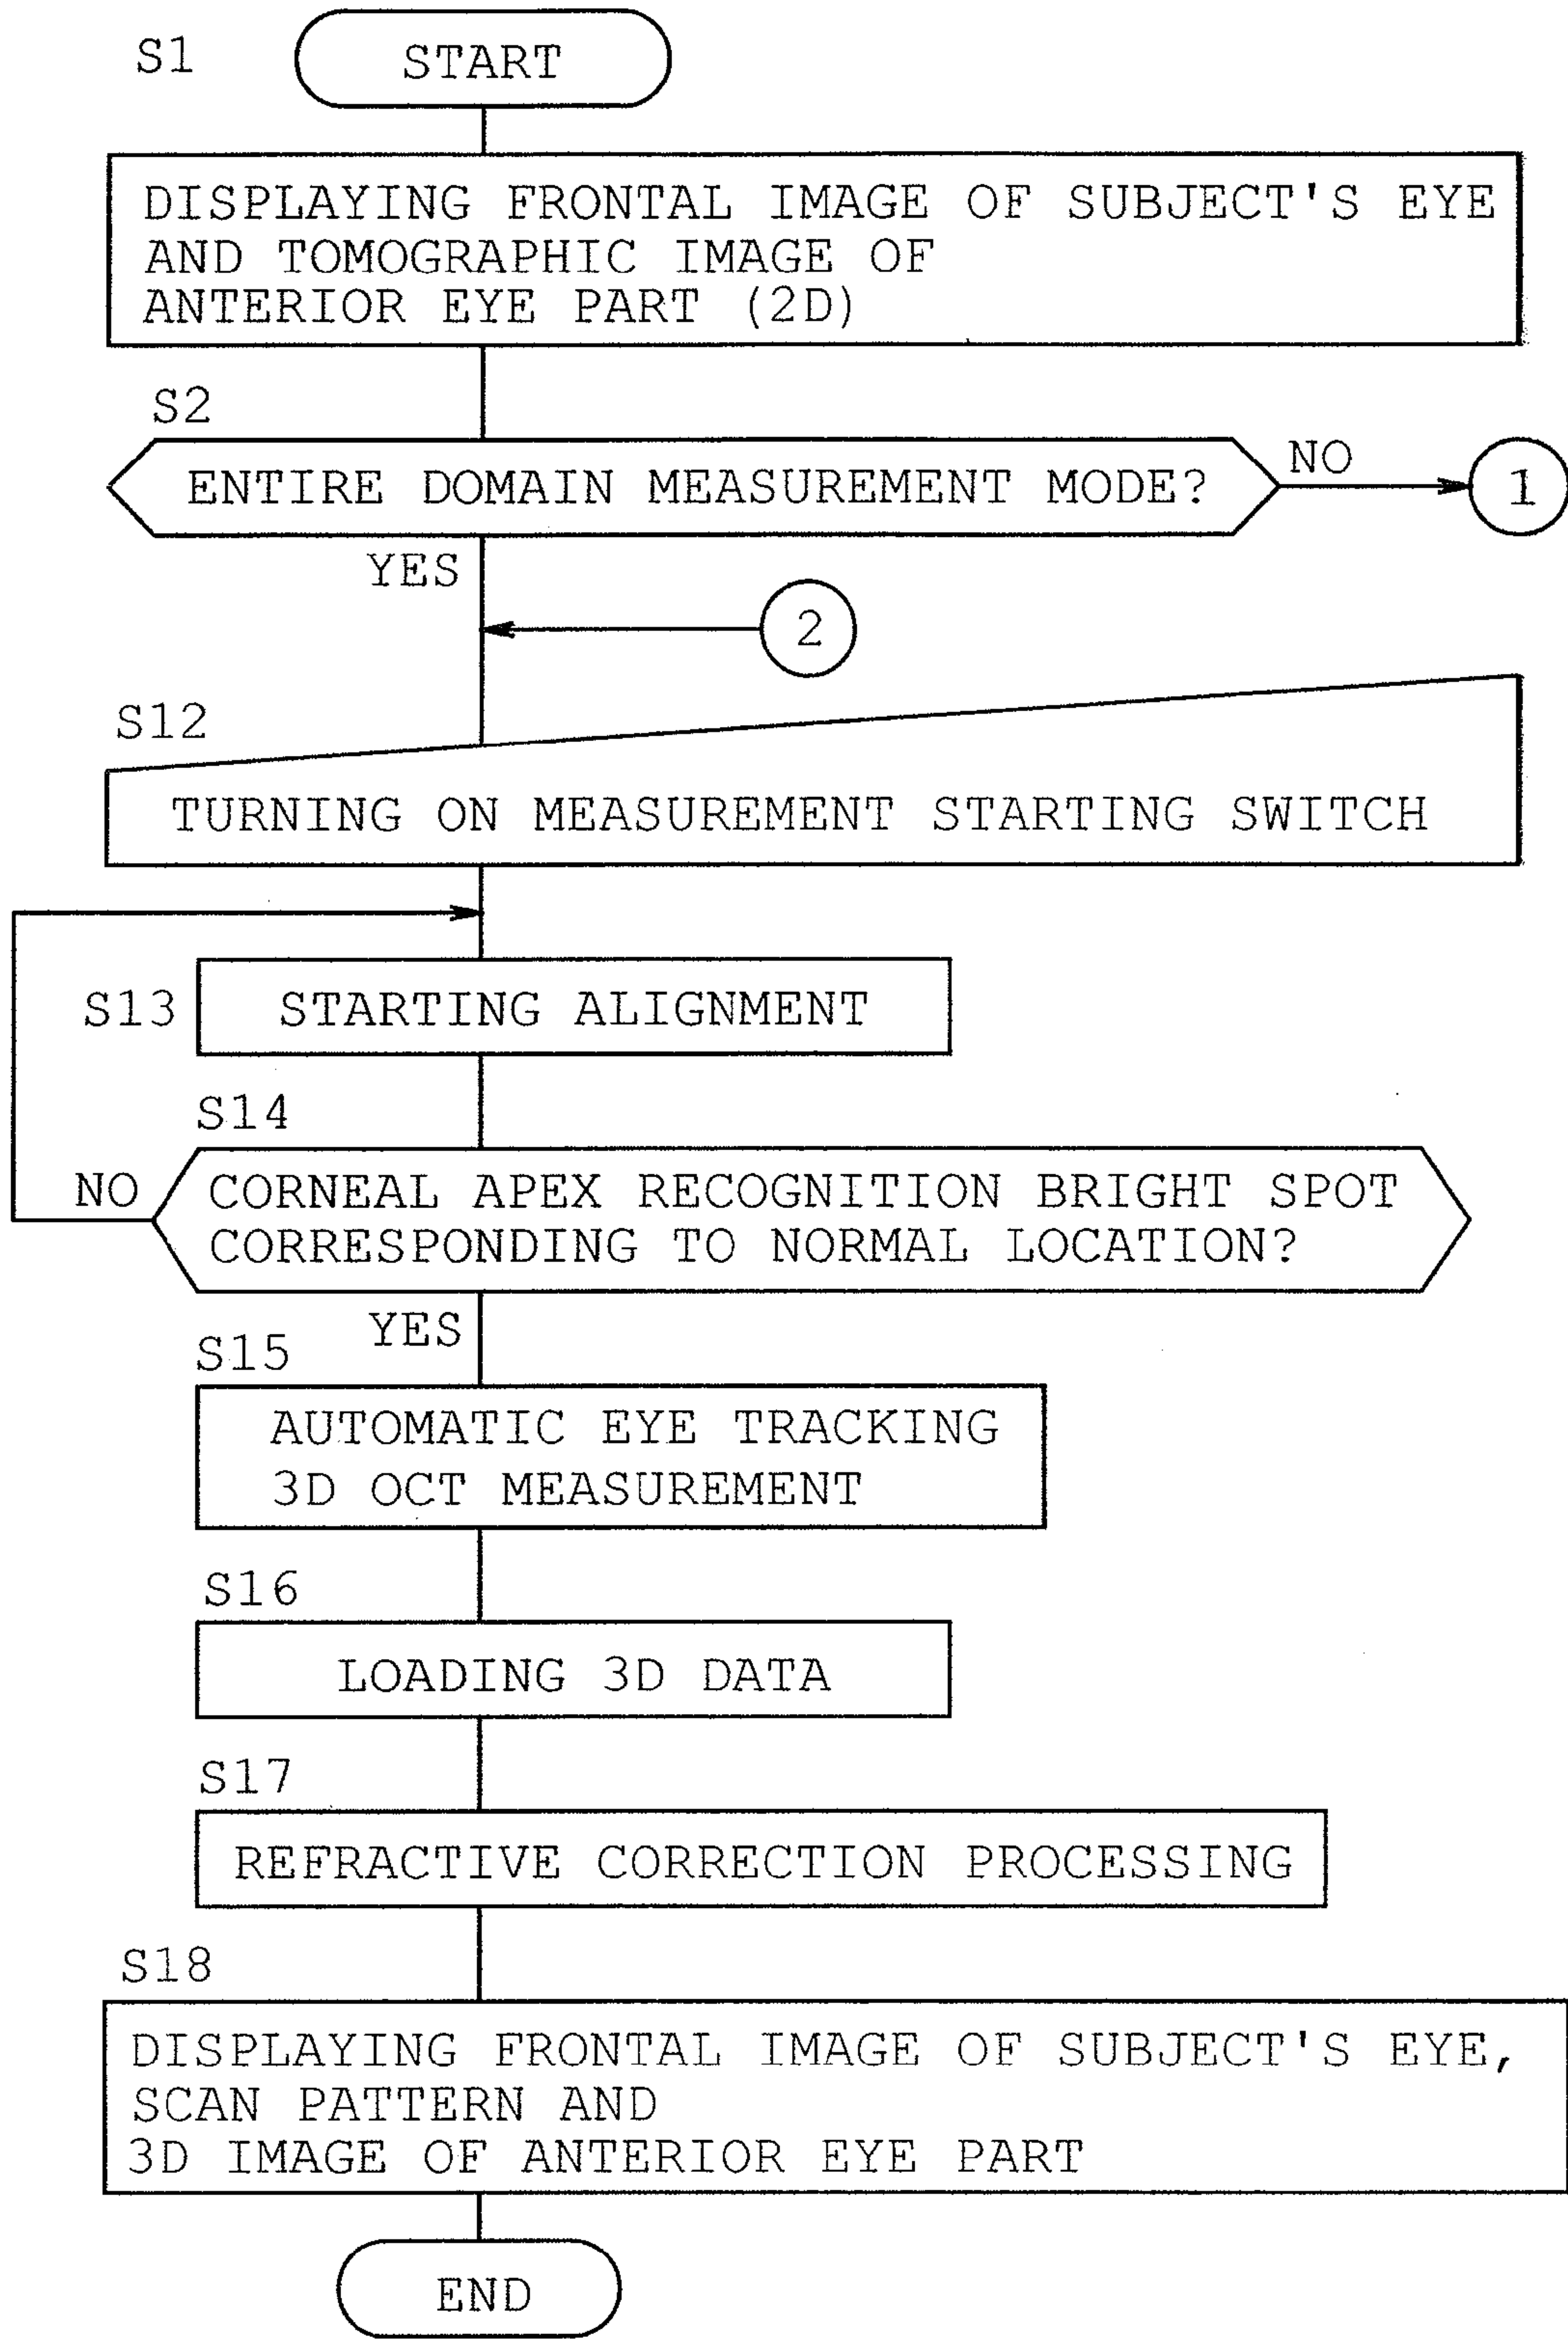 S1
START
DISPLAYING FRONTAL IMAGE OF SUBJECT'S EYE
AND TOMOGRAPHIC IMAGE OF
ANTERIOR EYE PART (2D)
S2
ENTIRE DOMAIN MEASUREMENT MODE?
NO
1
YES
2
S12
TURNING ON MEASUREMENT STARTING SWITCH
S13
STARTING ALIGNMENT
S14
NO
CORNEAL APEX RECOGNITION BRIGHT SPOT
CORRESPONDING TO NORMAL LOCATION?
YES
S15
AUTOMATIC EYE TRACKING
3D OCT MEASUREMENT
S16
LOADING 3D DATA
S17
REFRACTIVE CORRECTION PROCESSING
S18
DISPLAYING FRONTAL IMAGE OF SUBJECT'S EYE,
SCAN PATTERN AND
3D IMAGE OF ANTERIOR EYE PART
END